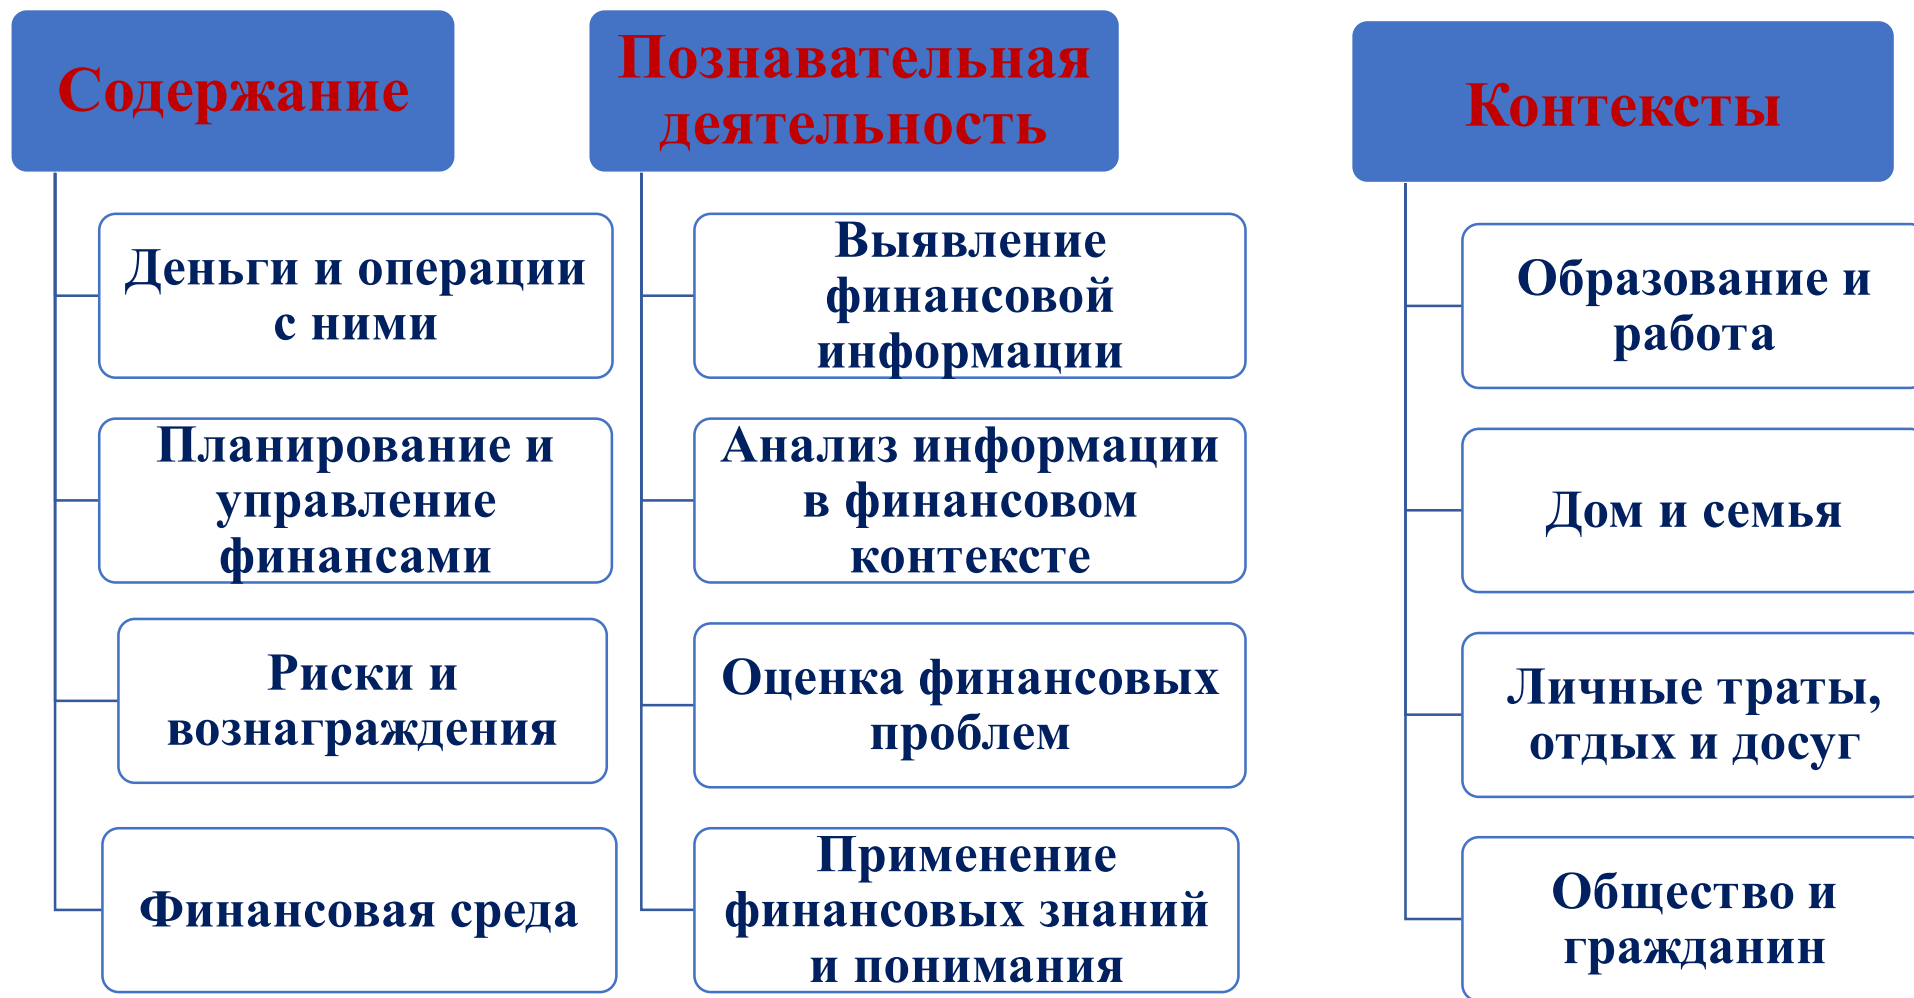 Содержание
Деньги и операции
с ними
Планирование и
управление
финансами
Риски и
вознаграждения
Финансовая среда
Познавательная
деятельность
Выявление
финансовой
информации
Анализ информации
в финансовом
контексте
Оценка финансовых
проблем
Применение
финансовых знаний
и понимания
Контексты
Образование и
работа
Дом и семья
Личные траты,
отдых и досуг
Общество и
гражданин